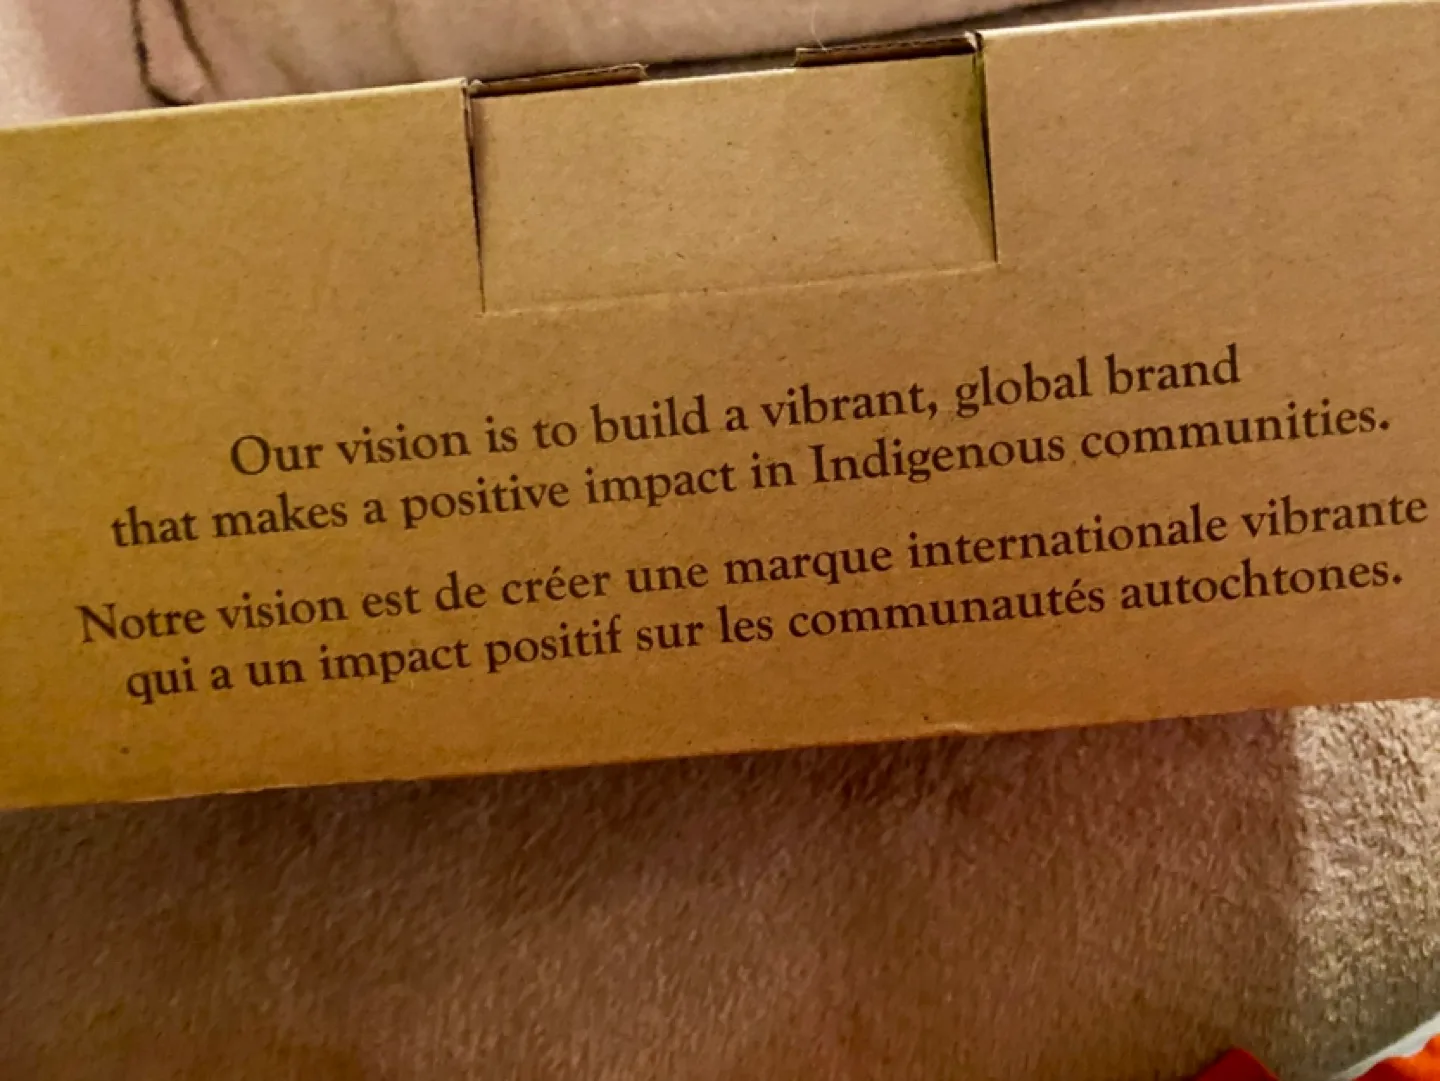 Our vision is to build a vibrant, global brand
that makes a positive impact in Indigenous communities.
Notre vision est de créer une marque internationale vibrante
qui a un impact positif sur les communautés autochtones.